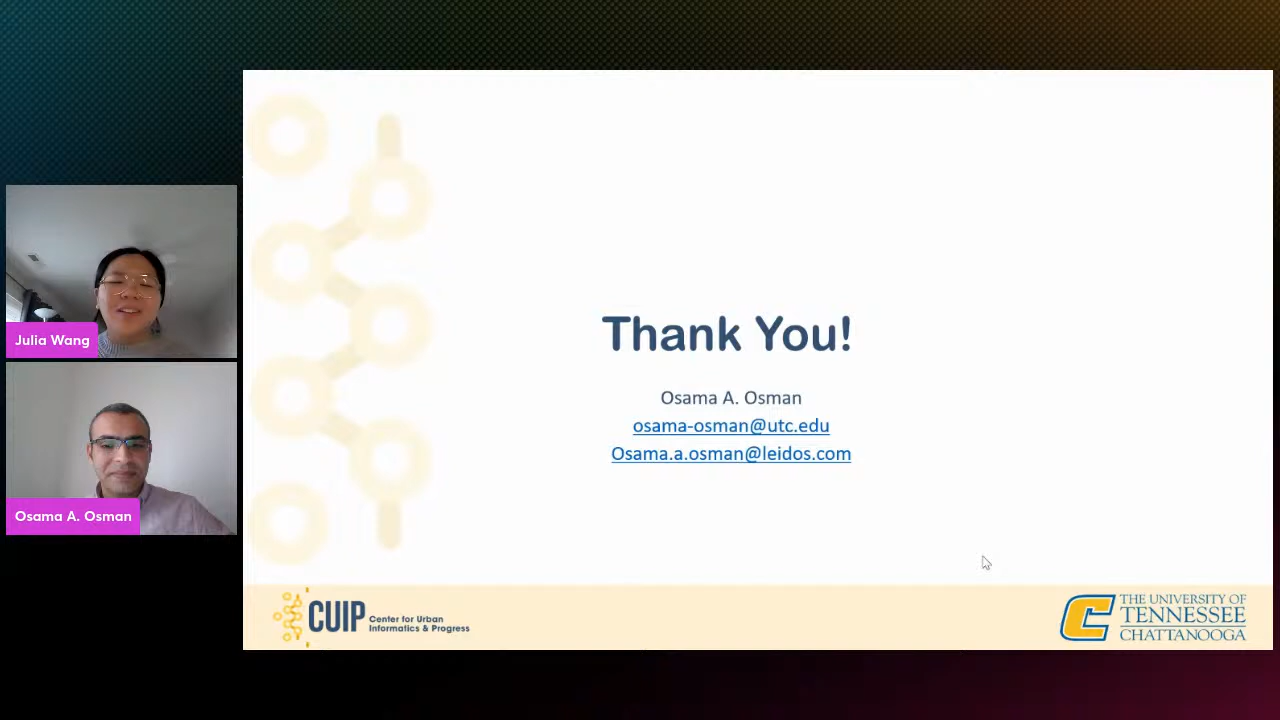 Julia Wang
Osama A. Osman
Thank You!
Osama A. Osman
osama-osman@utc.edu
Osama.a.osman@leidos.com
CUIP Center for Urban
Informatics & Progress
THE UNIVERSITY OF
TENNESSEE
CHATTANOOGA